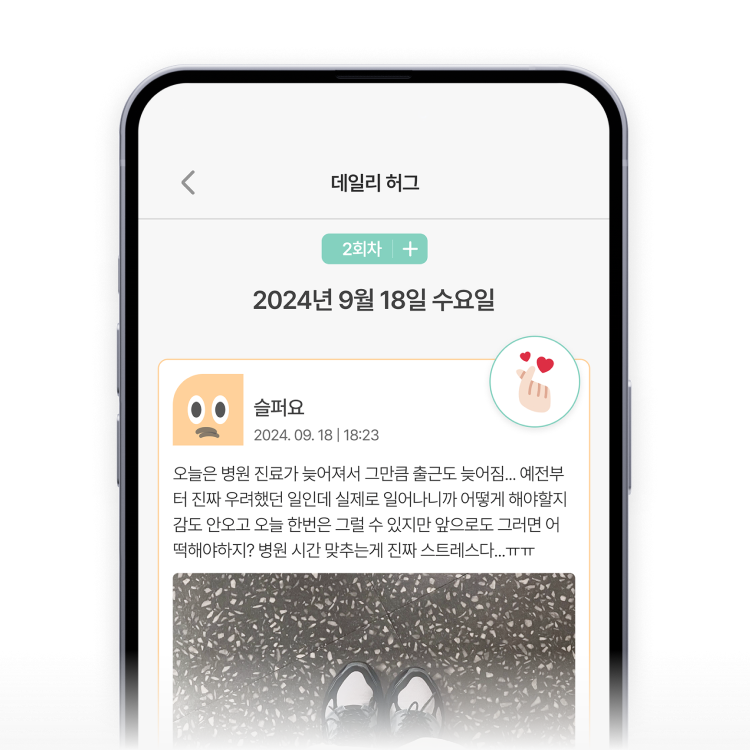 데일리 허그
2회차 +
2024년 9월 18일 수요일
슬퍼요
2024. 09. 18 | 18:23
오늘은 병원 진료가 늦어져서 그만큼 출근도 늦어짐... 예전부
터 진짜 우려했던 일인데 실제로 일어나니까 어떻게 해야할지
감도 안오고 오늘 한번은 그럴 수 있지만 앞으로도 그러면 어
떡해야하지? 병원 시간 맞추는게 진짜 스트레스다...ㅠㅠ